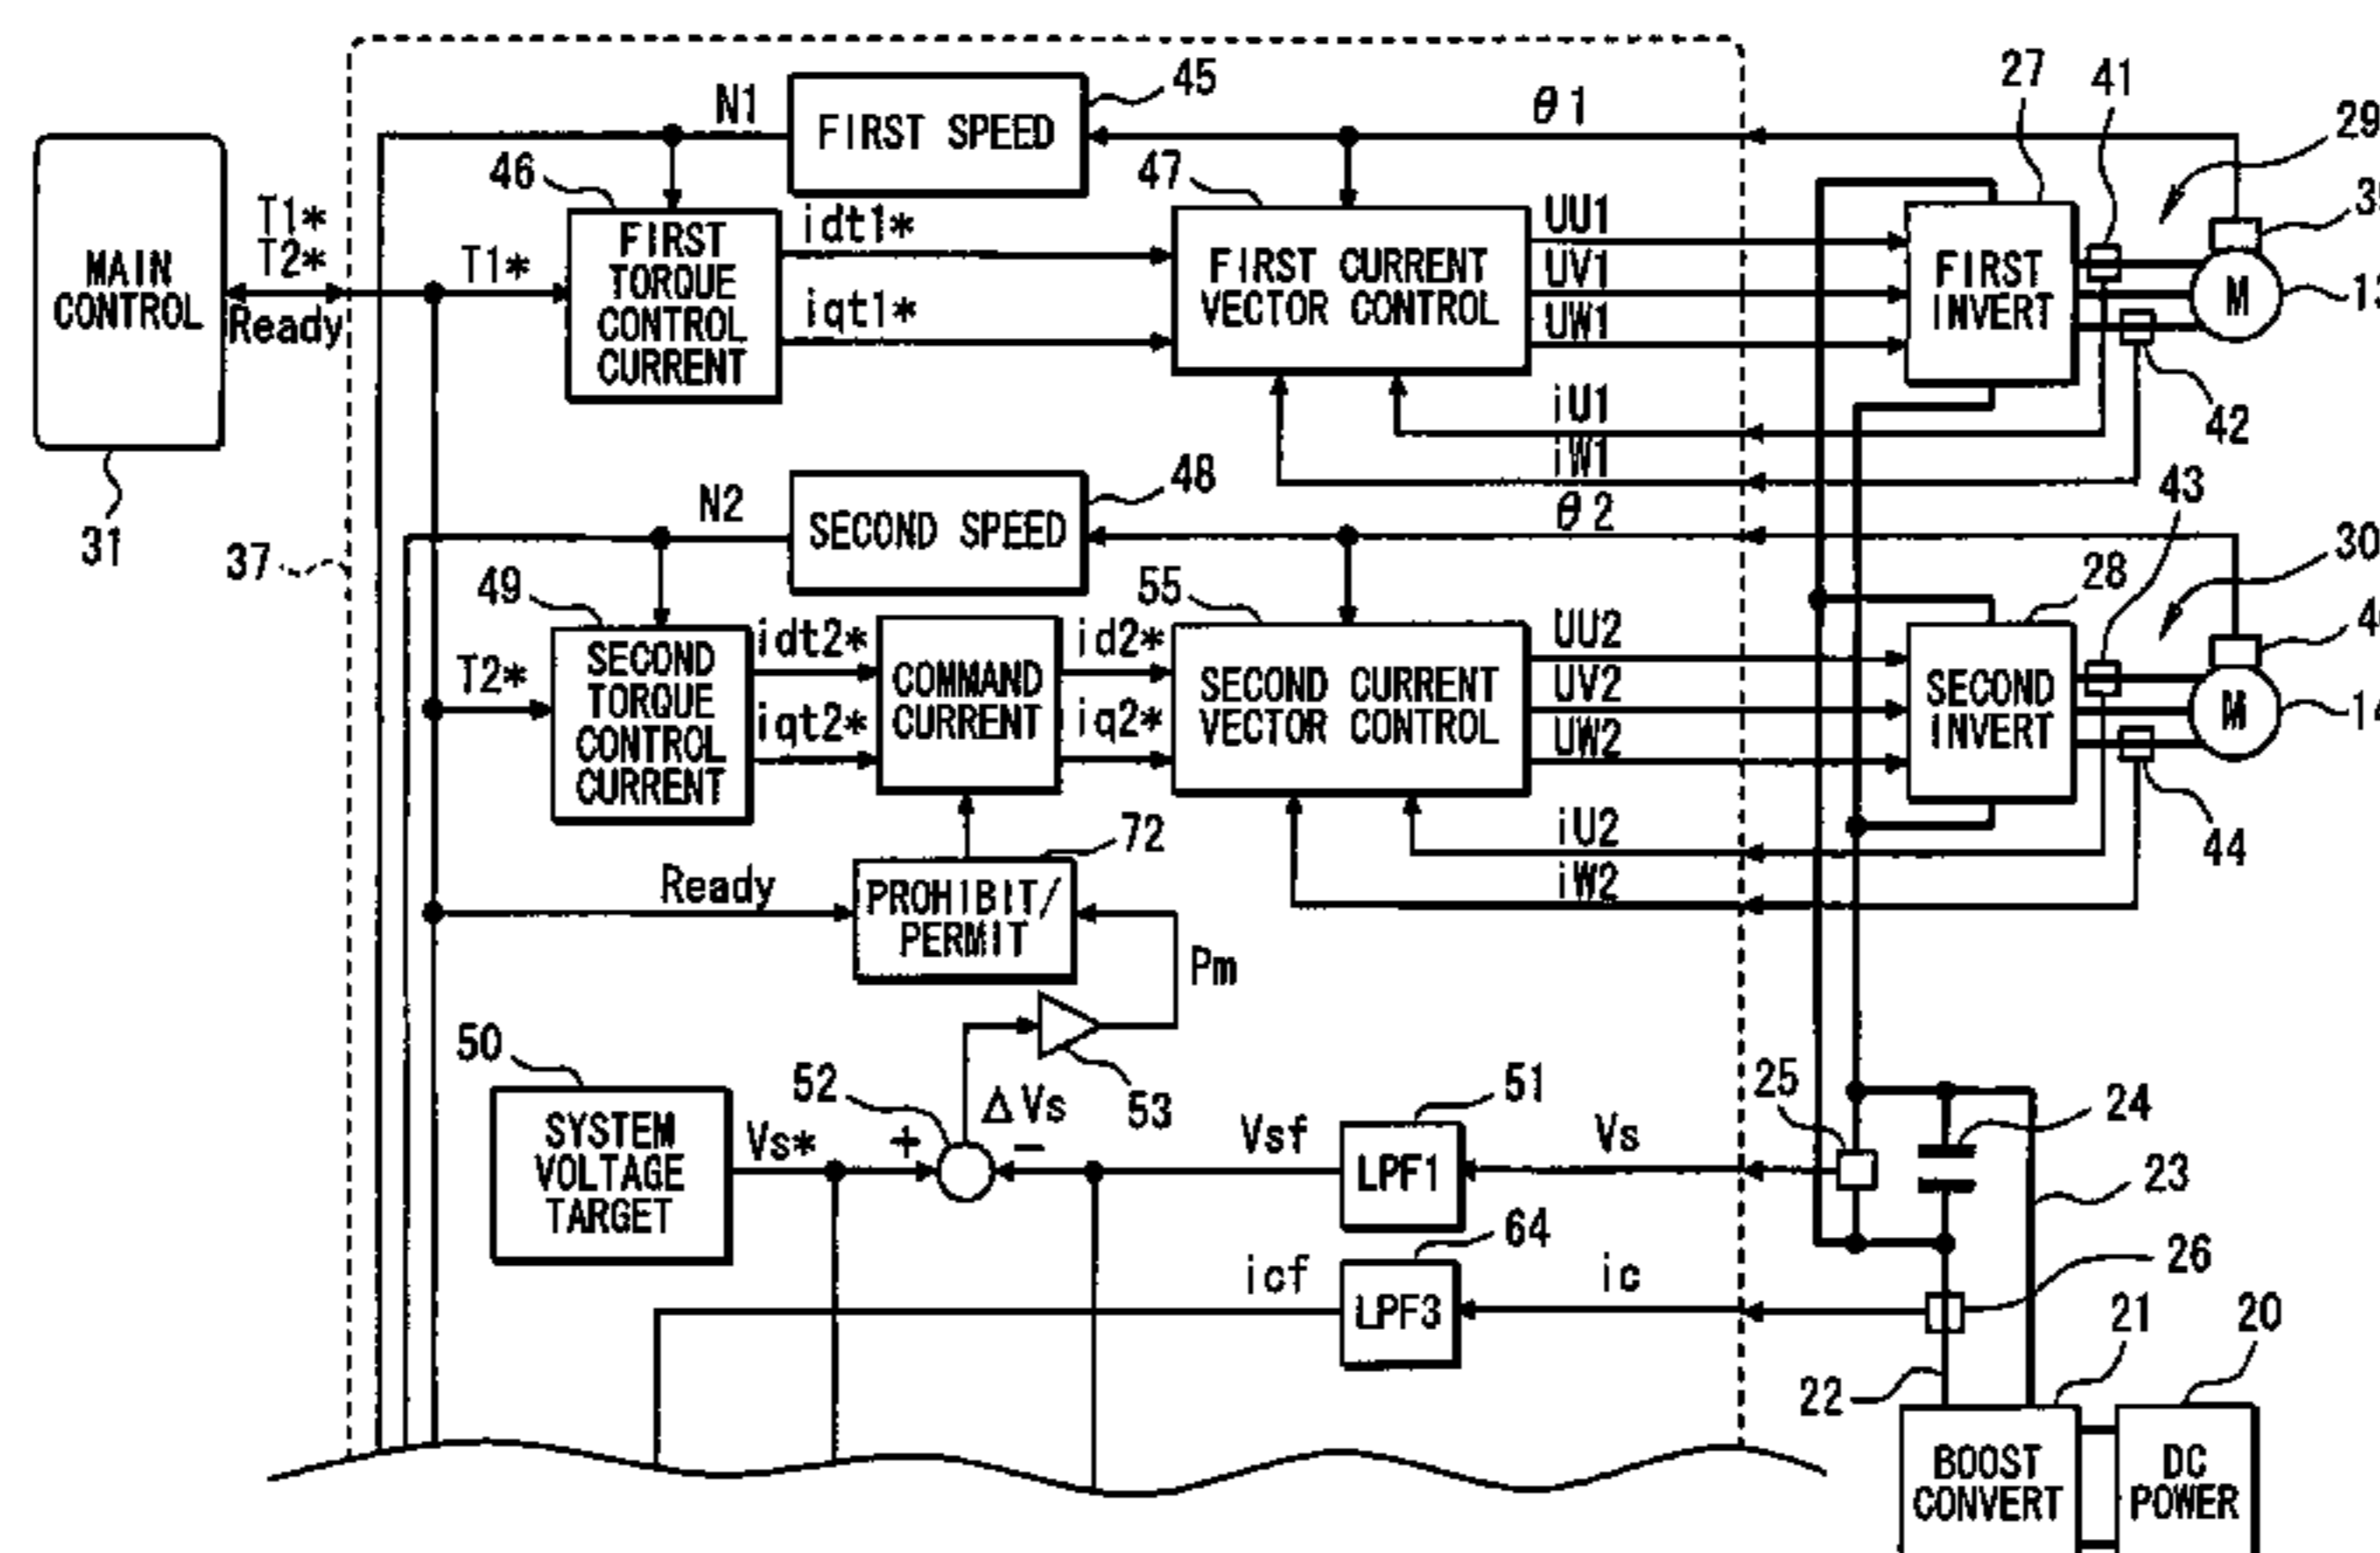 45
27
41
29
N1
FIRST SPEED
θ1
46
47
MAIN
CONTROL
T1*
T2*
Ready
T1*
FIRST
TORQUE
CONTROL
CURRENT
idt1*
iqt1*
FIRST CURRENT
VECTOR CONTROL
UU1
UV1
UW1
FIRST
INVERT
M
42
iU1
iW1
31
37
N2
SECOND SPEED
48
θ2
43
30
49
55
28
T2*
SECOND
TORQUE
CONTROL
CURRENT
idt2*
iqt2*
COMMAND
CURRENT
id2*
iq2*
SECOND CURRENT
VECTOR CONTROL
UU2
UV2
UW2
SECOND
INVERT
M
44
iU2
iW2
72
Ready
PROHIBIT/
PERMIT
Pm
53
50
SYSTEM
VOLTAGE
TARGET
Vs*
52
+
ΔVs
−
Vsf
51
LPF1
Vs
25
24
23
icf
64
LPF3
ic
26
22
21
20
BOOST
CONVERT
DC
POWER